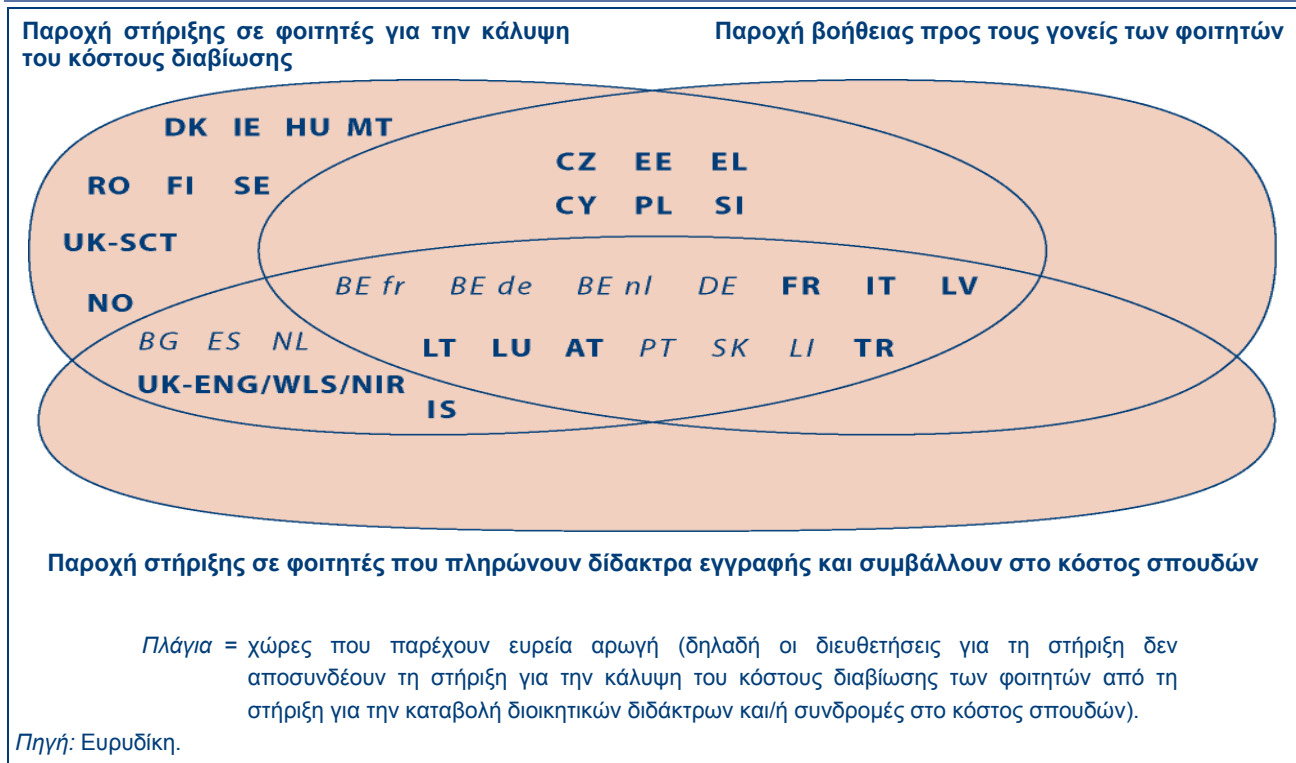 Παροχή στήριξης σε φοιτητές για την κάλυψη
του κόστους διαβίωσης
Παροχή βοήθειας προς τους γονείς των φοιτητών
DK IE HU MT
CZ EE EL
RO FI SE
CY PL SI
UK-SCT
BE fr BE de BE nl DE FR IT LV
NO
BG ES NL
LT LU AT PT SK LI TR
UK-ENG/WLS/NIR
IS
Παροχή στήριξης σε φοιτητές που πληρώνουν δίδακτρα εγγραφής και συμβάλλουν στο κόστος σπουδών
Πλάγια = χώρες που παρέχουν ευρεία αρωγή (δηλαδή οι διευθετήσεις για τη στήριξη δεν
αποσυνδέουν τη στήριξη για την κάλυψη του κόστους διαβίωσης των φοιτητών από τη
στήριξη για την καταβολή διοικητικών διδάκτρων και/ή συνδρομές στο κόστος σπουδών).
Πηγή: Ευρυδίκη.